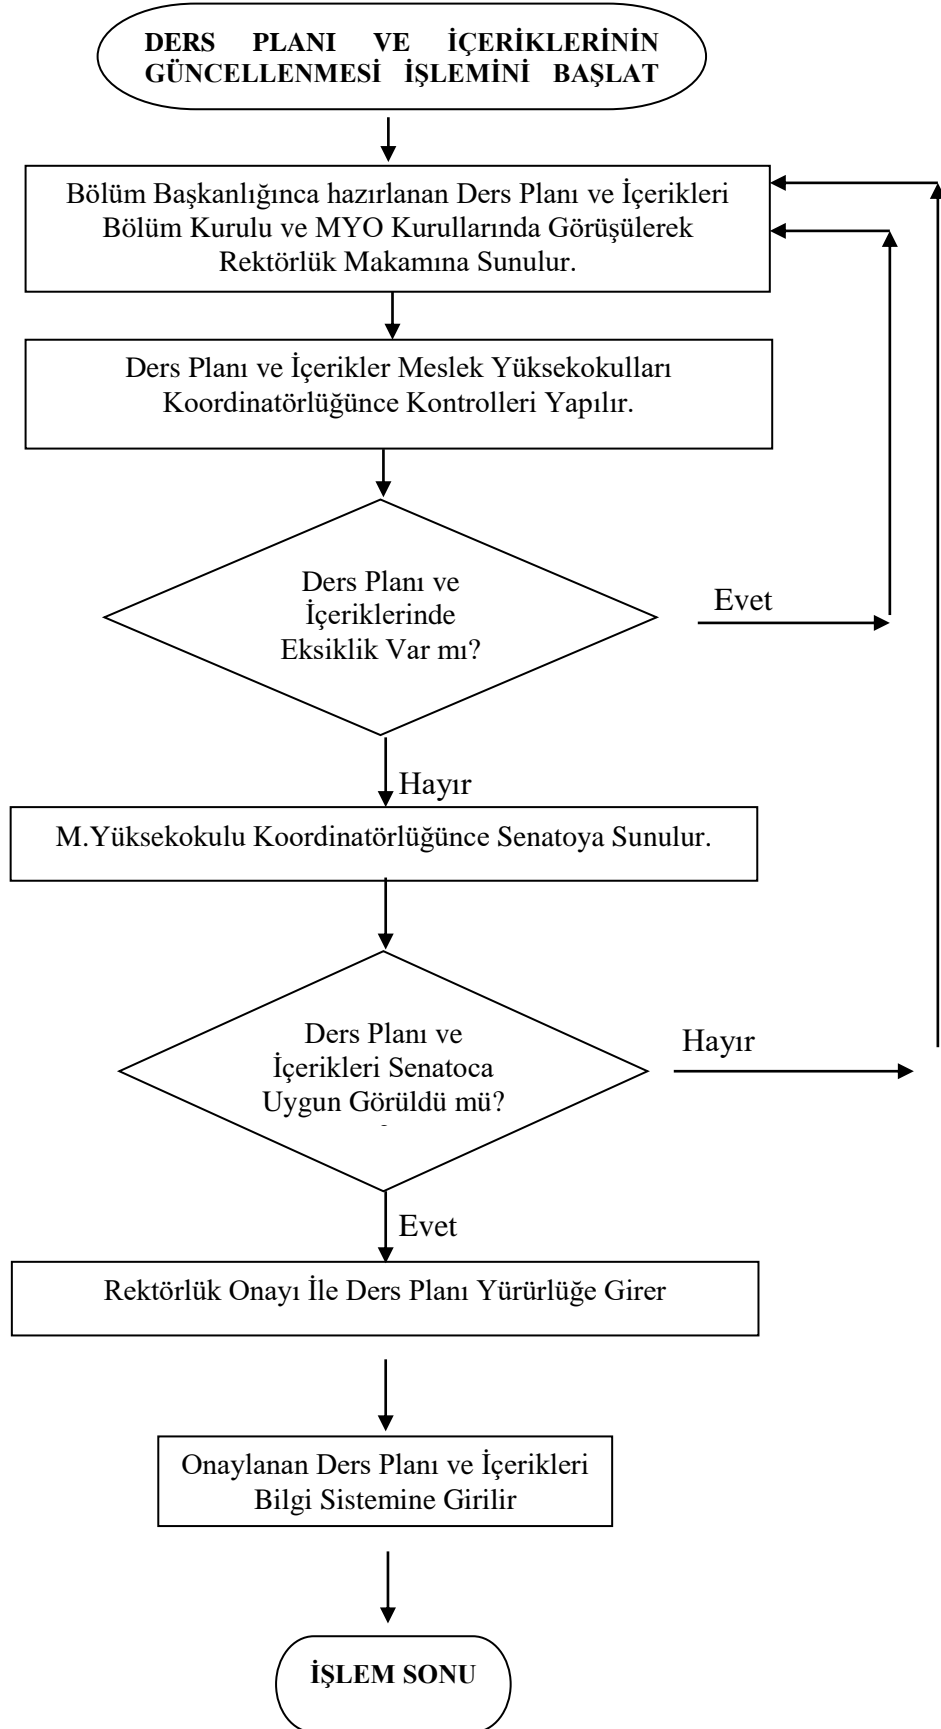 DERS PLANI VE İÇERİKLERİNİN
GÜNCELLENMESİ İŞLEMİNİ BAŞLAT
Bölüm Başkanlığınca hazırlanan Ders Planı ve İçerikleri
Bölüm Kurulu ve MYO Kurullarında Görüşülerek
Rektörlük Makamına Sunulur.
Ders Planı ve İçerikler Meslek Yüksekokulları
Koordinatörlüğünce Kontrolleri Yapılır.
Ders Planı ve
İçeriklerinde
Eksiklik Var mı?
Evet
Hayır
M.Yüksekokulu Koordinatörlüğünce Senatoya Sunulur.
Ders Planı ve
İçerikleri Senatoca
Uygun Görüldü mü?
Hayır
Evet
Rektörlük Onayı İle Ders Planı Yürürlüğe Girer
Onaylanan Ders Planı ve İçerikleri
Bilgi Sistemine Girilir
İŞLEM SONU